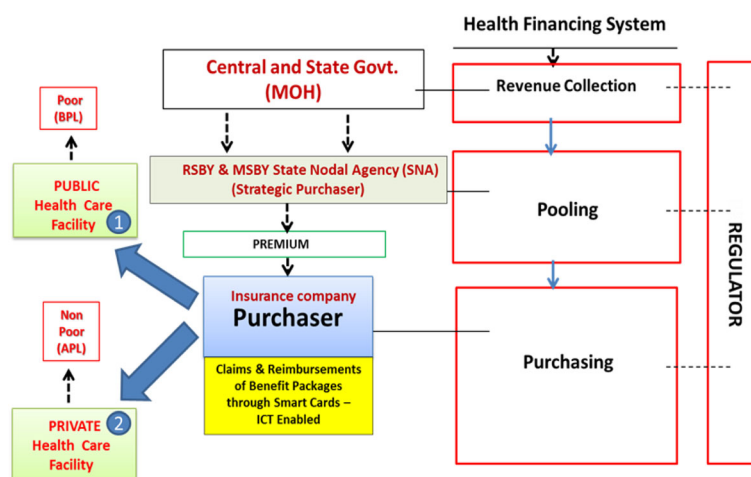 Health Financing System
Central and State Govt.
(MOH)
Revenue Collection
Poor
(BPL)
RSBY & MSBY State Nodal Agency (SNA)
(Strategic Purchaser)
PUBLIC
Health Care
Facility
1
Pooling
PREMIUM
REGULATOR
Insurance company
Purchaser
Non
Poor
(APL)
Purchasing
Claims & Reimbursements
of Benefit Packages
through Smart Cards –
ICT Enabled
PRIVATE
Health Care
Facility
2